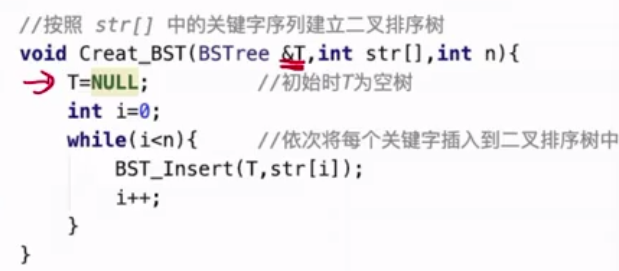 //按照 str[] 中的关键字序列建立二叉排序树
void Creat_BST(BSTree &T,int str[],int n){
    T=NULL;         //初始时T为空树
    int i=0;
    while(i<n){     //依次将每个关键字插入到二叉排序树中
        BST_Insert(T,str[i]);
        i++;
    }
}